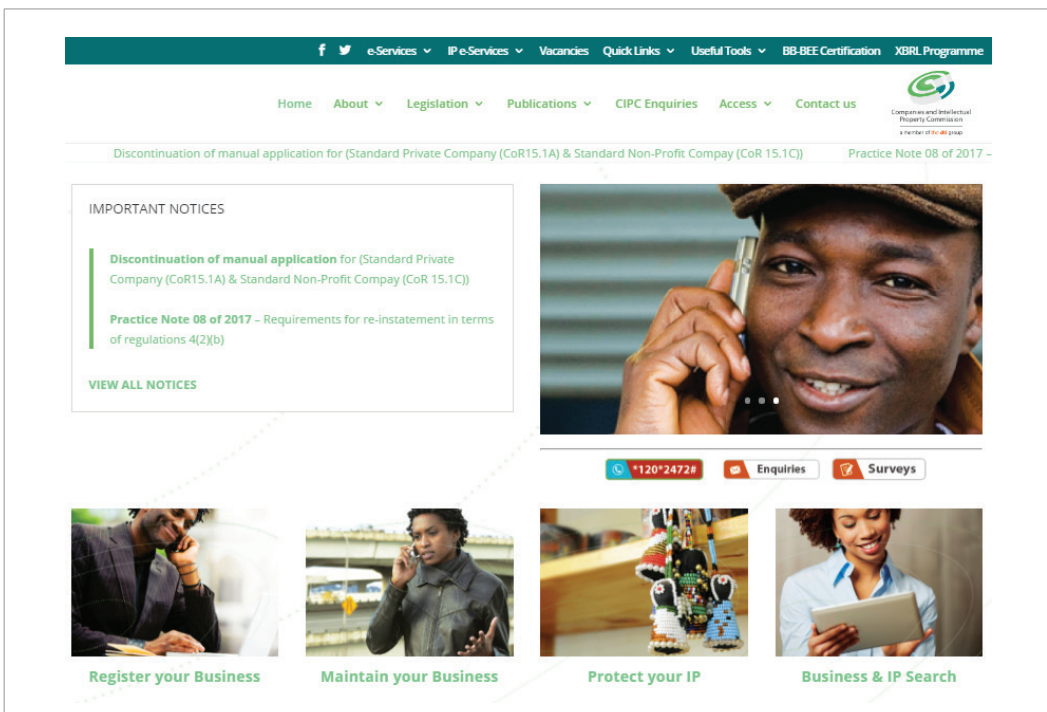 e-Services IP e-Services Vacancies Quick Links Useful Tools BB-BEE Certification XBRL Programme
Home About Legislation Publications CIPC Enquiries Access Contact us
Companies and Intellectual
Property Commission
a member of the dti group
Discontinuation of manual application for (Standard Private Company (CoR15.1A) & Standard Non-Profit Compay (CoR 15.1C)) Practice Note 08 of 2017 –
IMPORTANT NOTICES
Discontinuation of manual application for (Standard Private
Company (CoR15.1A) & Standard Non-Profit Compay (CoR 15.1C))
Practice Note 08 of 2017 – Requirements for re-instatement in terms
of regulations 4(2)(b)
VIEW ALL NOTICES
*120*2472# Enquiries Surveys
Register your Business Maintain your Business Protect your IP Business & IP Search